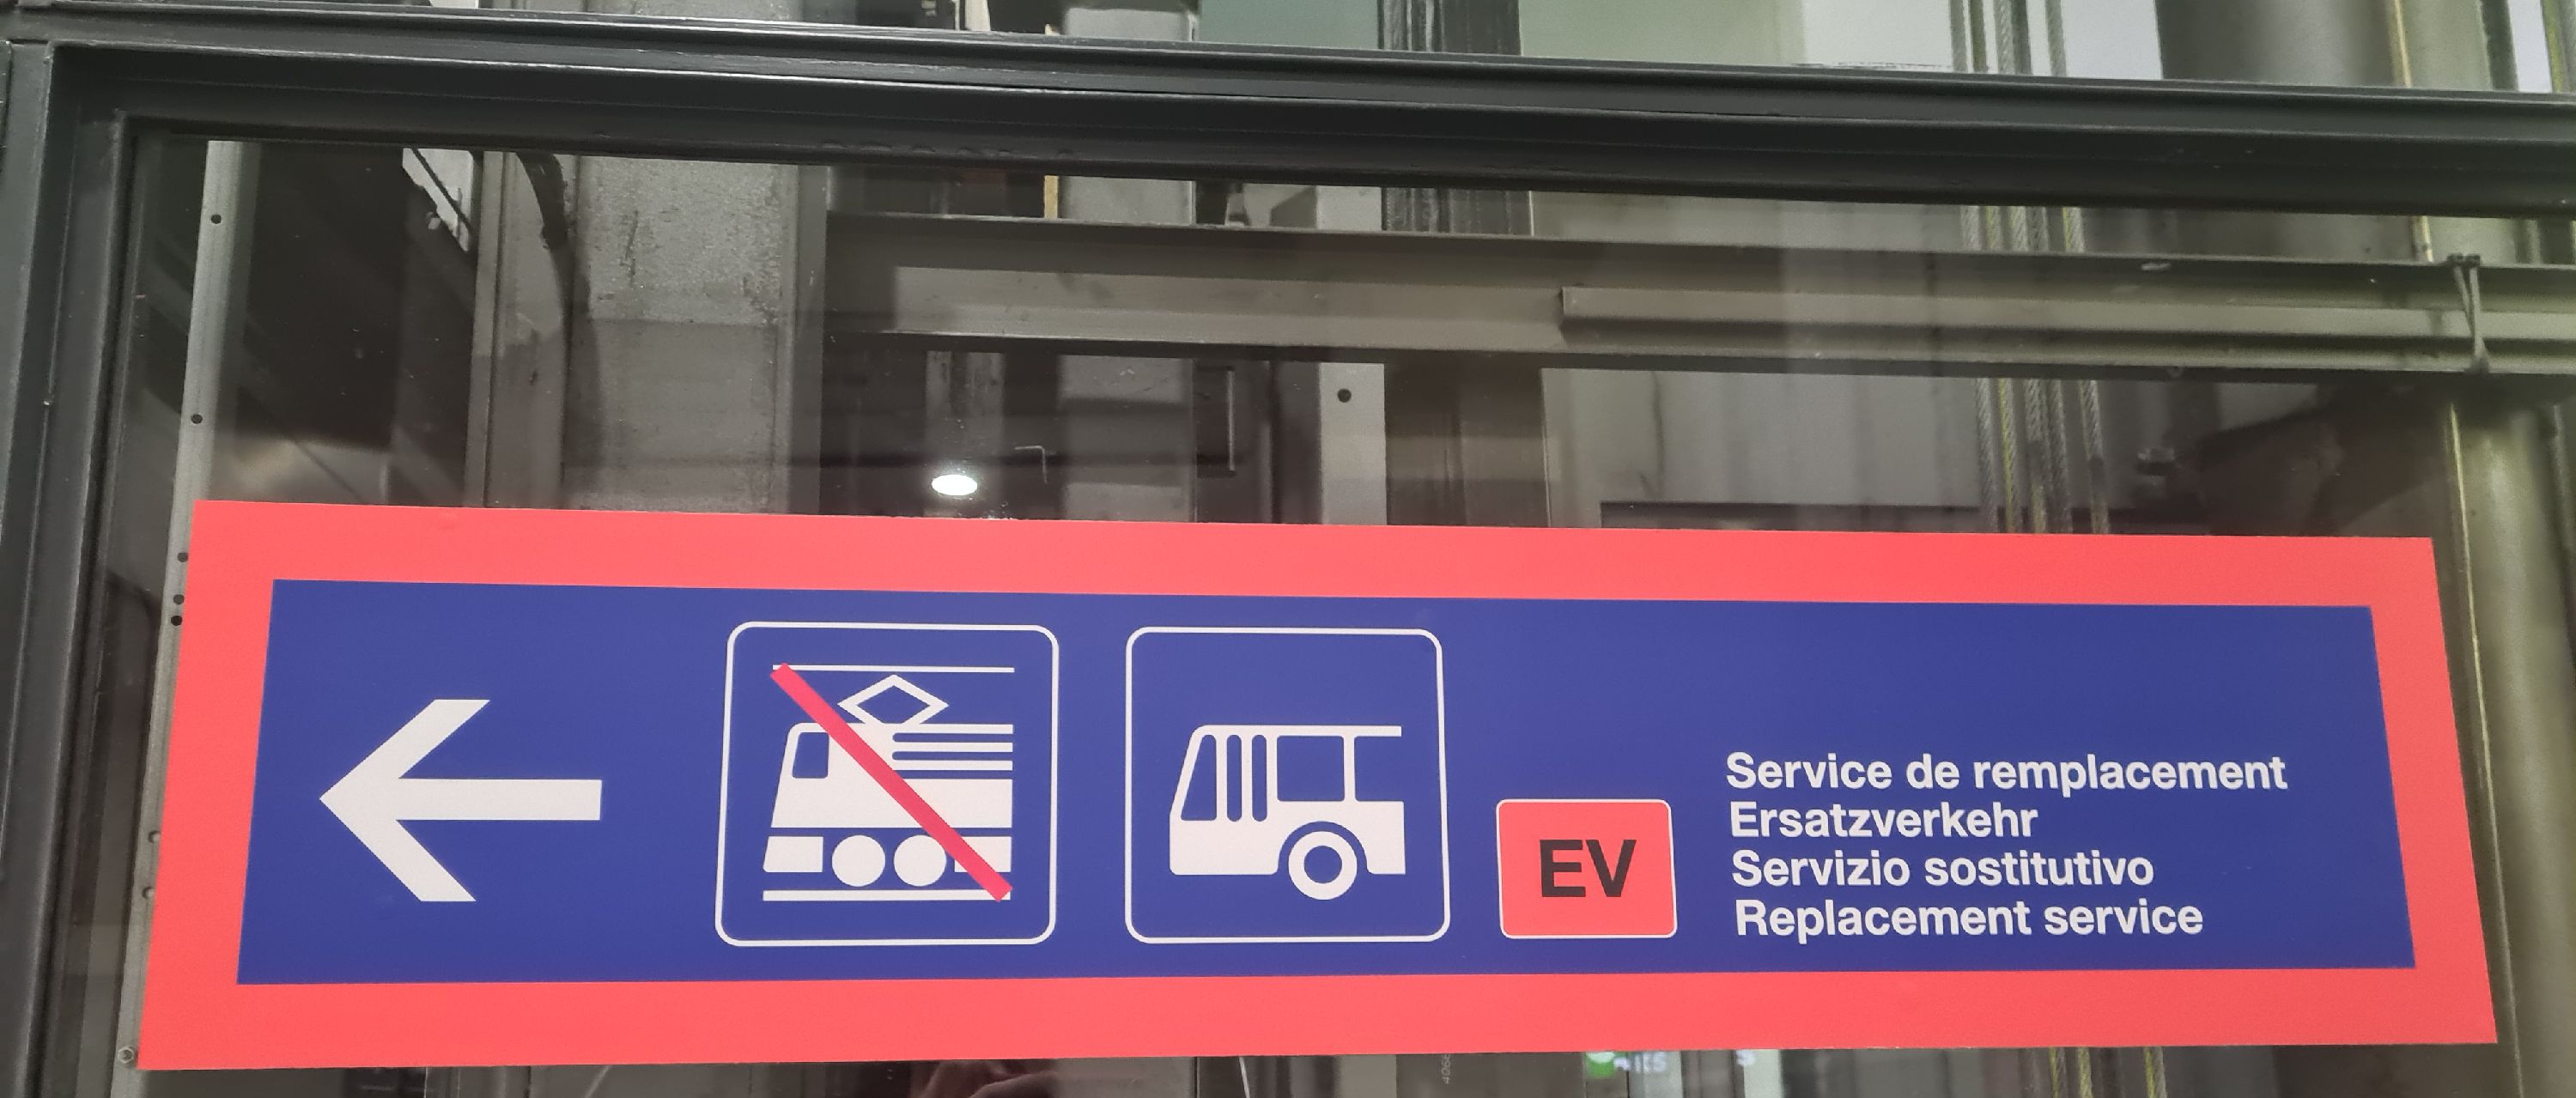 EV
Service de remplacement
Ersatzverkehr
Servizio sostitutivo
Replacement service